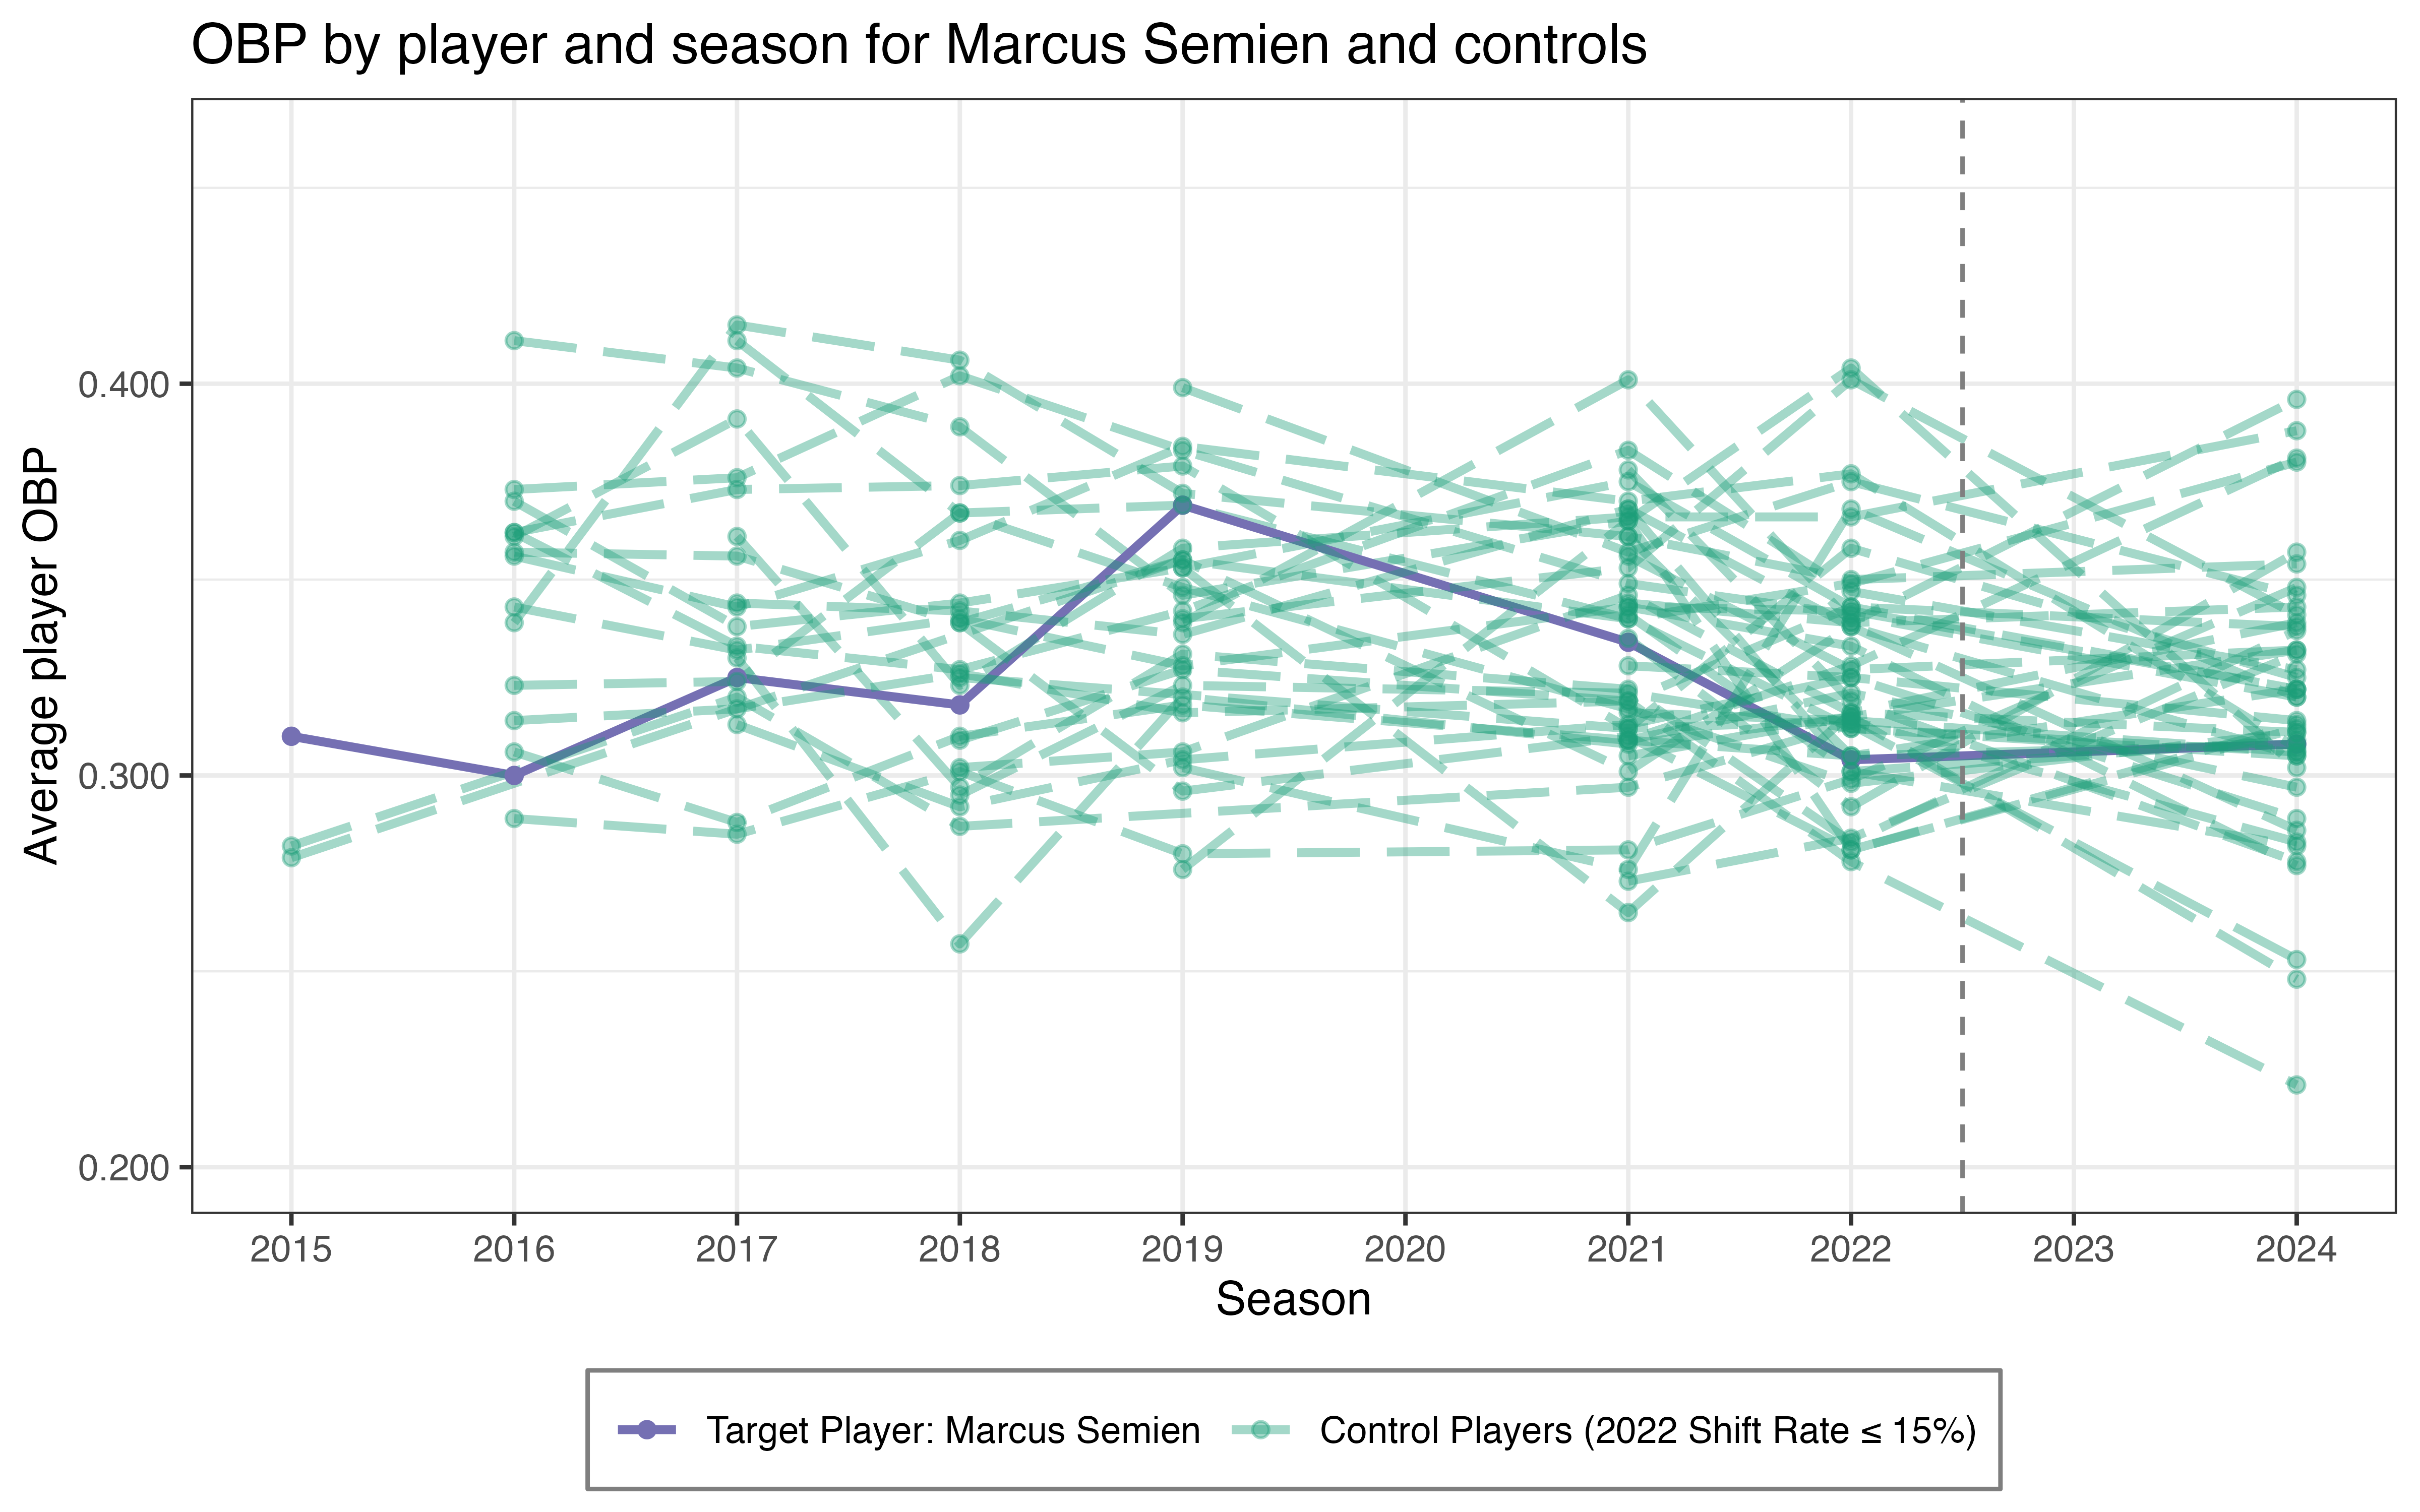 OBP by player and season for Marcus Semien and controls
Average player OBP
0.400
0.300
0.200
2015 2016 2017 2018 2019 2020 2021 2022 2023 2024
Season
Target Player: Marcus Semien Control Players (2022 Shift Rate ≤ 15%)